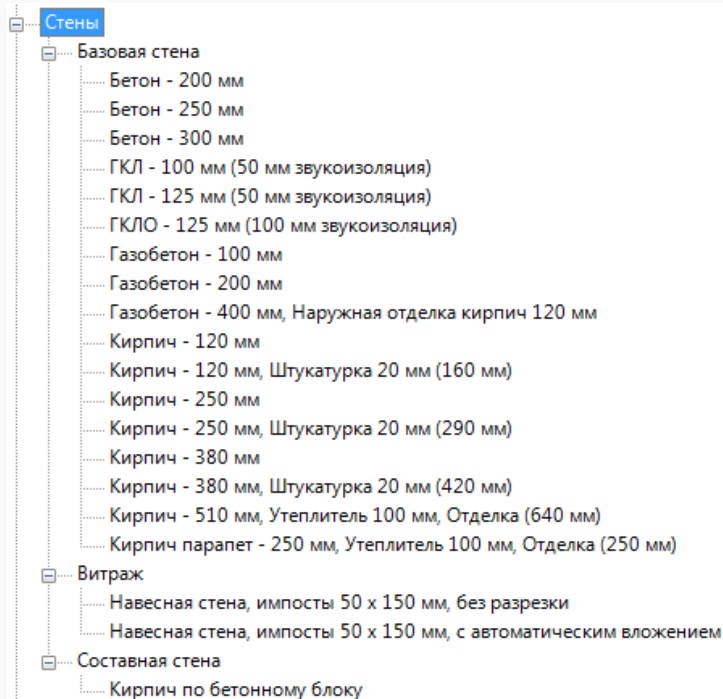 Стены
Базовая стена
Бетон - 200 мм
Бетон - 250 мм
Бетон - 300 мм
ГКЛ - 100 мм (50 мм звукоизоляция)
ГКЛ - 125 мм (50 мм звукоизоляция)
ГКЛО - 125 мм (100 мм звукоизоляция)
Газобетон - 100 мм
Газобетон - 200 мм
Газобетон - 400 мм, Наружная отделка кирпич 120 мм
Кирпич - 120 мм
Кирпич - 120 мм, Штукатурка 20 мм (160 мм)
Кирпич - 250 мм
Кирпич - 250 мм, Штукатурка 20 мм (290 мм)
Кирпич - 380 мм
Кирпич - 380 мм, Штукатурка 20 мм (420 мм)
Кирпич - 510 мм, Утеплитель 100 мм, Отделка (640 мм)
Кирпич парапет - 250 мм, Утеплитель 100 мм, Отделка (250 мм)
Витраж
Навесная стена, импосты 50 x 150 мм, без разрезки
Навесная стена, импосты 50 x 150 мм, с автоматическим вложением
Составная стена
Кирпич по бетонному блоку